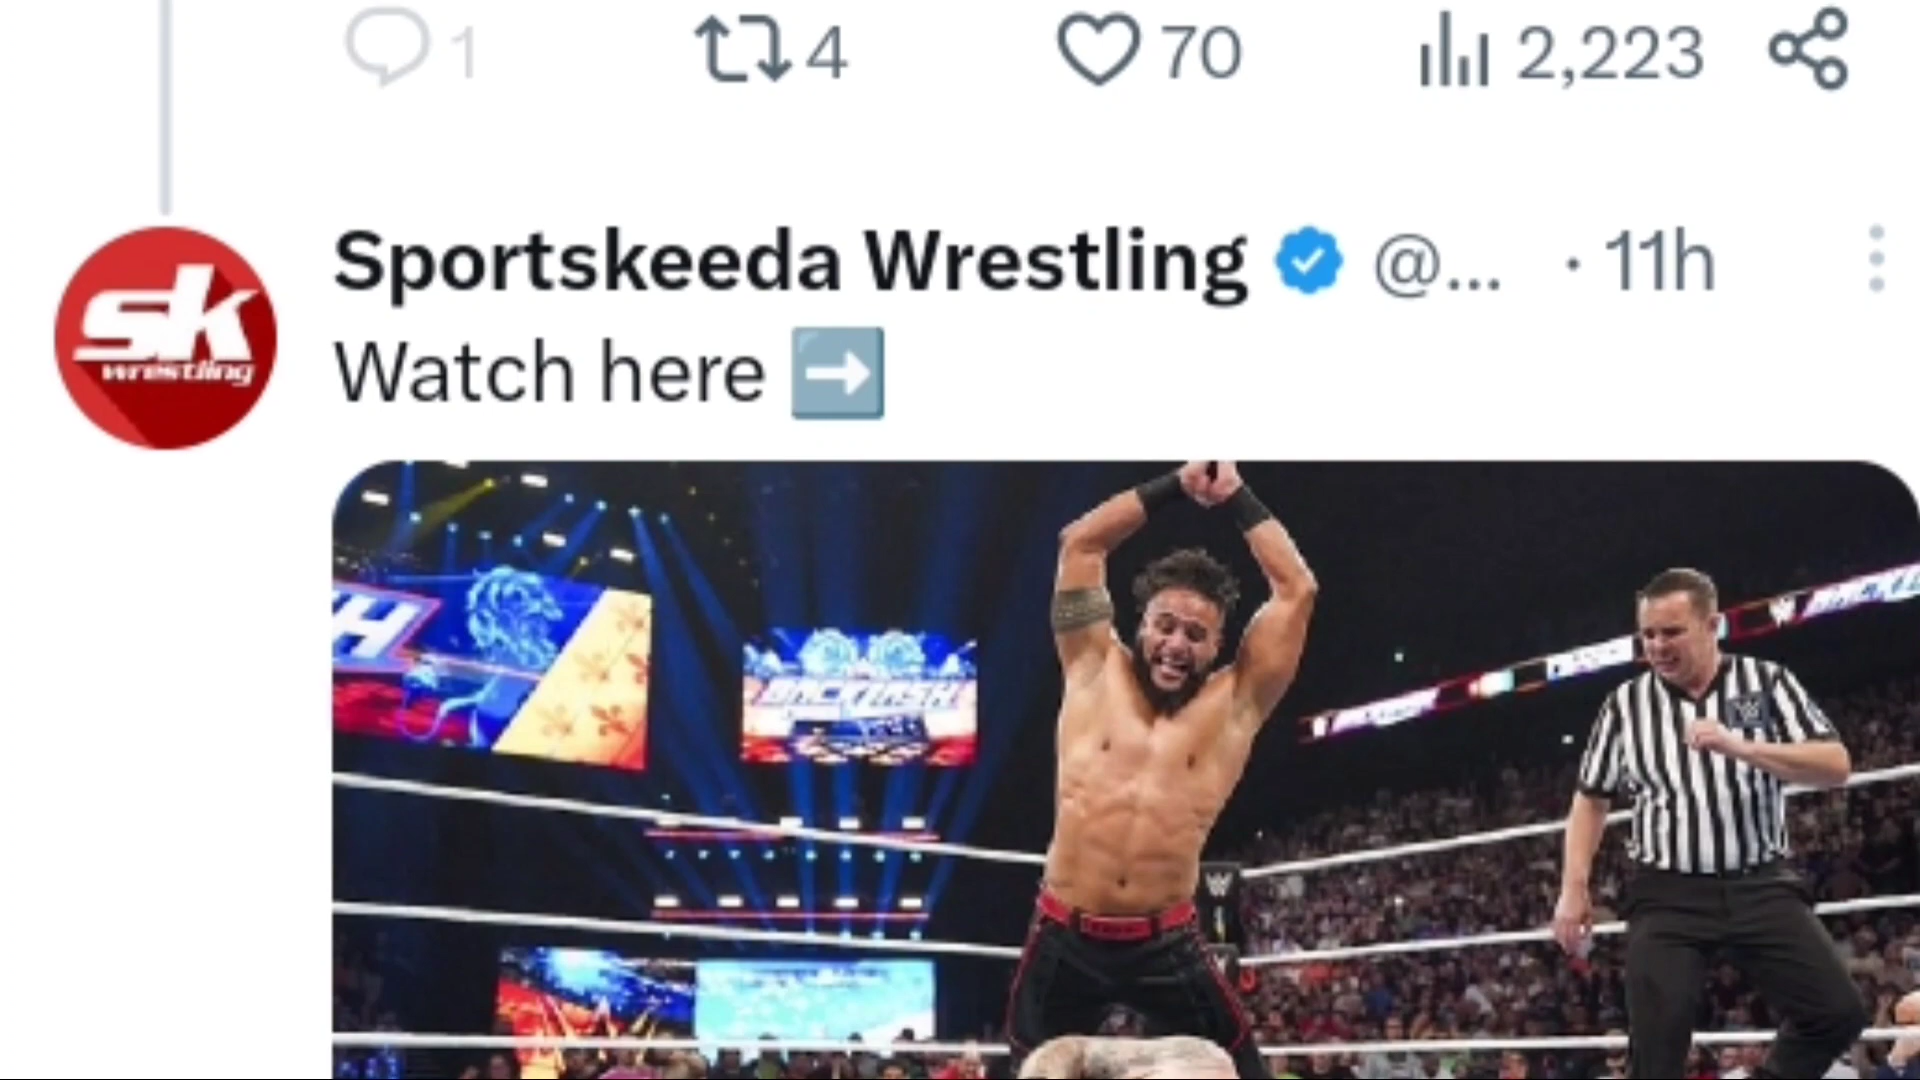 1 4 70 2,223
Sportskeeda Wrestling @... · 11h
sk
wrestling
Watch here
BACKLASH